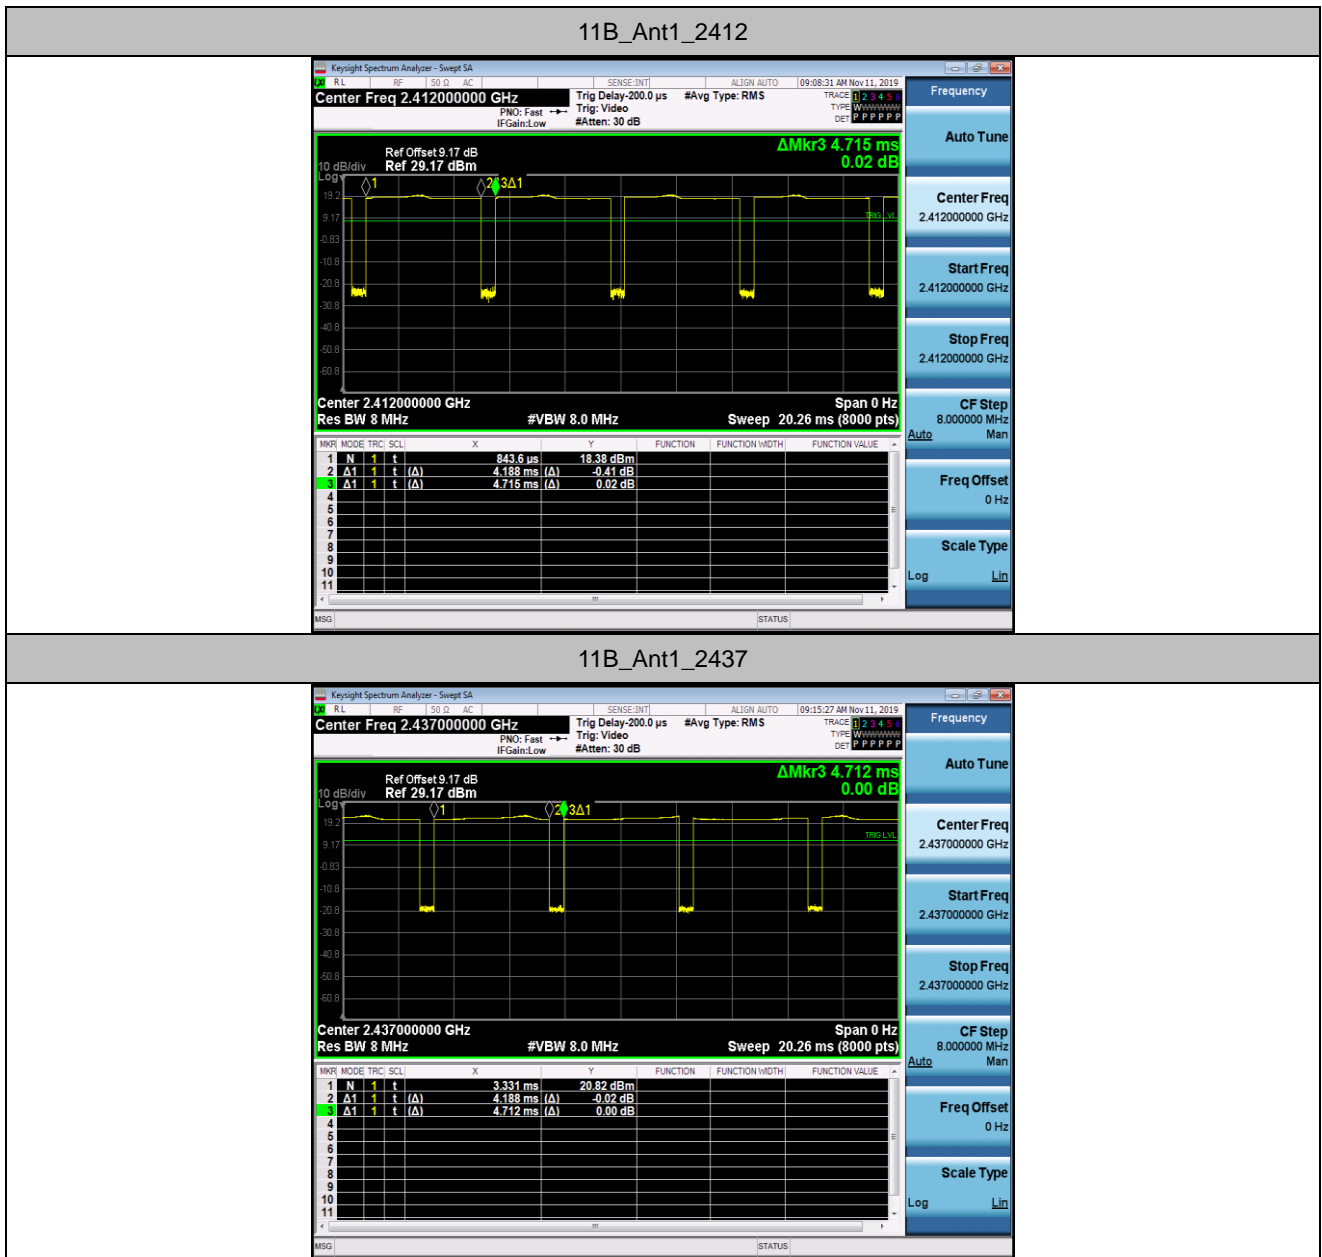 11B_Ant1_2412
Keysight Spectrum Analyzer - Swept SA
RL RF 50 Ω AC SENSE:INT ALIGN AUTO 09:08:31 AM Nov 11, 2019
Center Freq 2.412000000 GHz
PNO: Fast
IFGain:Low
Trig Delay-200.0 µs
Trig: Video
#Atten: 30 dB
#Avg Type: RMS
TRACE 1 2 3 4 5 6
TYPE WWWWWW
DET P P P P P P
Frequency
Auto Tune
ΔMkr3 4.715 ms
0.02 dB
Ref Offset 9.17 dB
10 dB/div Ref 29.17 dBm
Log
1
2
3Δ1
19.2
9.17
TRIG LVL
-0.83
-10.8
-20.8
-30.8
-40.8
-50.8
-60.8
Center 2.412000000 GHz Span 0 Hz
Res BW 8 MHz #VBW 8.0 MHz Sweep 20.26 ms (8000 pts)
Center Freq
2.412000000 GHz
Start Freq
2.412000000 GHz
Stop Freq
2.412000000 GHz
CF Step
8.000000 MHz
Auto Man
Freq Offset
0 Hz
Scale Type
Log Lin
MKR MODE TRC SCL X Y FUNCTION FUNCTION WIDTH FUNCTION VALUE
1 N 1 t 843.6 µs 18.38 dBm
2 Δ1 1 t (Δ) 4.188 ms (Δ) -0.41 dB
3 Δ1 1 t (Δ) 4.715 ms (Δ) 0.02 dB
4
5
6
7
8
9
10
11
MSG STATUS
11B_Ant1_2437
Keysight Spectrum Analyzer - Swept SA
RL RF 50 Ω AC SENSE:INT ALIGN AUTO 09:15:27 AM Nov 11, 2019
Center Freq 2.437000000 GHz
PNO: Fast
IFGain:Low
Trig Delay-200.0 µs
Trig: Video
#Atten: 30 dB
#Avg Type: RMS
TRACE 1 2 3 4 5 6
TYPE WWWWWW
DET P P P P P P
Frequency
Auto Tune
ΔMkr3 4.712 ms
0.00 dB
Ref Offset 9.17 dB
10 dB/div Ref 29.17 dBm
Log
1
2
3Δ1
19.2
9.17
TRIG LVL
-0.83
-10.8
-20.8
-30.8
-40.8
-50.8
-60.8
Center 2.437000000 GHz Span 0 Hz
Res BW 8 MHz #VBW 8.0 MHz Sweep 20.26 ms (8000 pts)
Center Freq
2.437000000 GHz
Start Freq
2.437000000 GHz
Stop Freq
2.437000000 GHz
CF Step
8.000000 MHz
Auto Man
Freq Offset
0 Hz
Scale Type
Log Lin
MKR MODE TRC SCL X Y FUNCTION FUNCTION WIDTH FUNCTION VALUE
1 N 1 t 3.331 ms 20.82 dBm
2 Δ1 1 t (Δ) 4.188 ms (Δ) -0.02 dB
3 Δ1 1 t (Δ) 4.712 ms (Δ) 0.00 dB
4
5
6
7
8
9
10
11
MSG STATUS